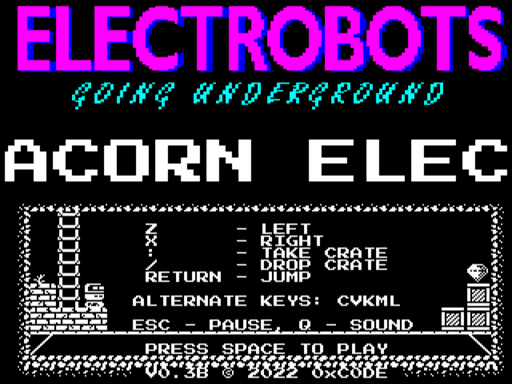 ELECTROBOTS
GOING UNDERGROUND
ACORN ELEC
Z - LEFT
X - RIGHT
: - TAKE CRATE
/ - DROP CRATE
RETURN - JUMP
ALTERNATE KEYS: CVKML
ESC - PAUSE, Q - SOUND
PRESS SPACE TO PLAY
V0.3B © 2022 0xC0DE